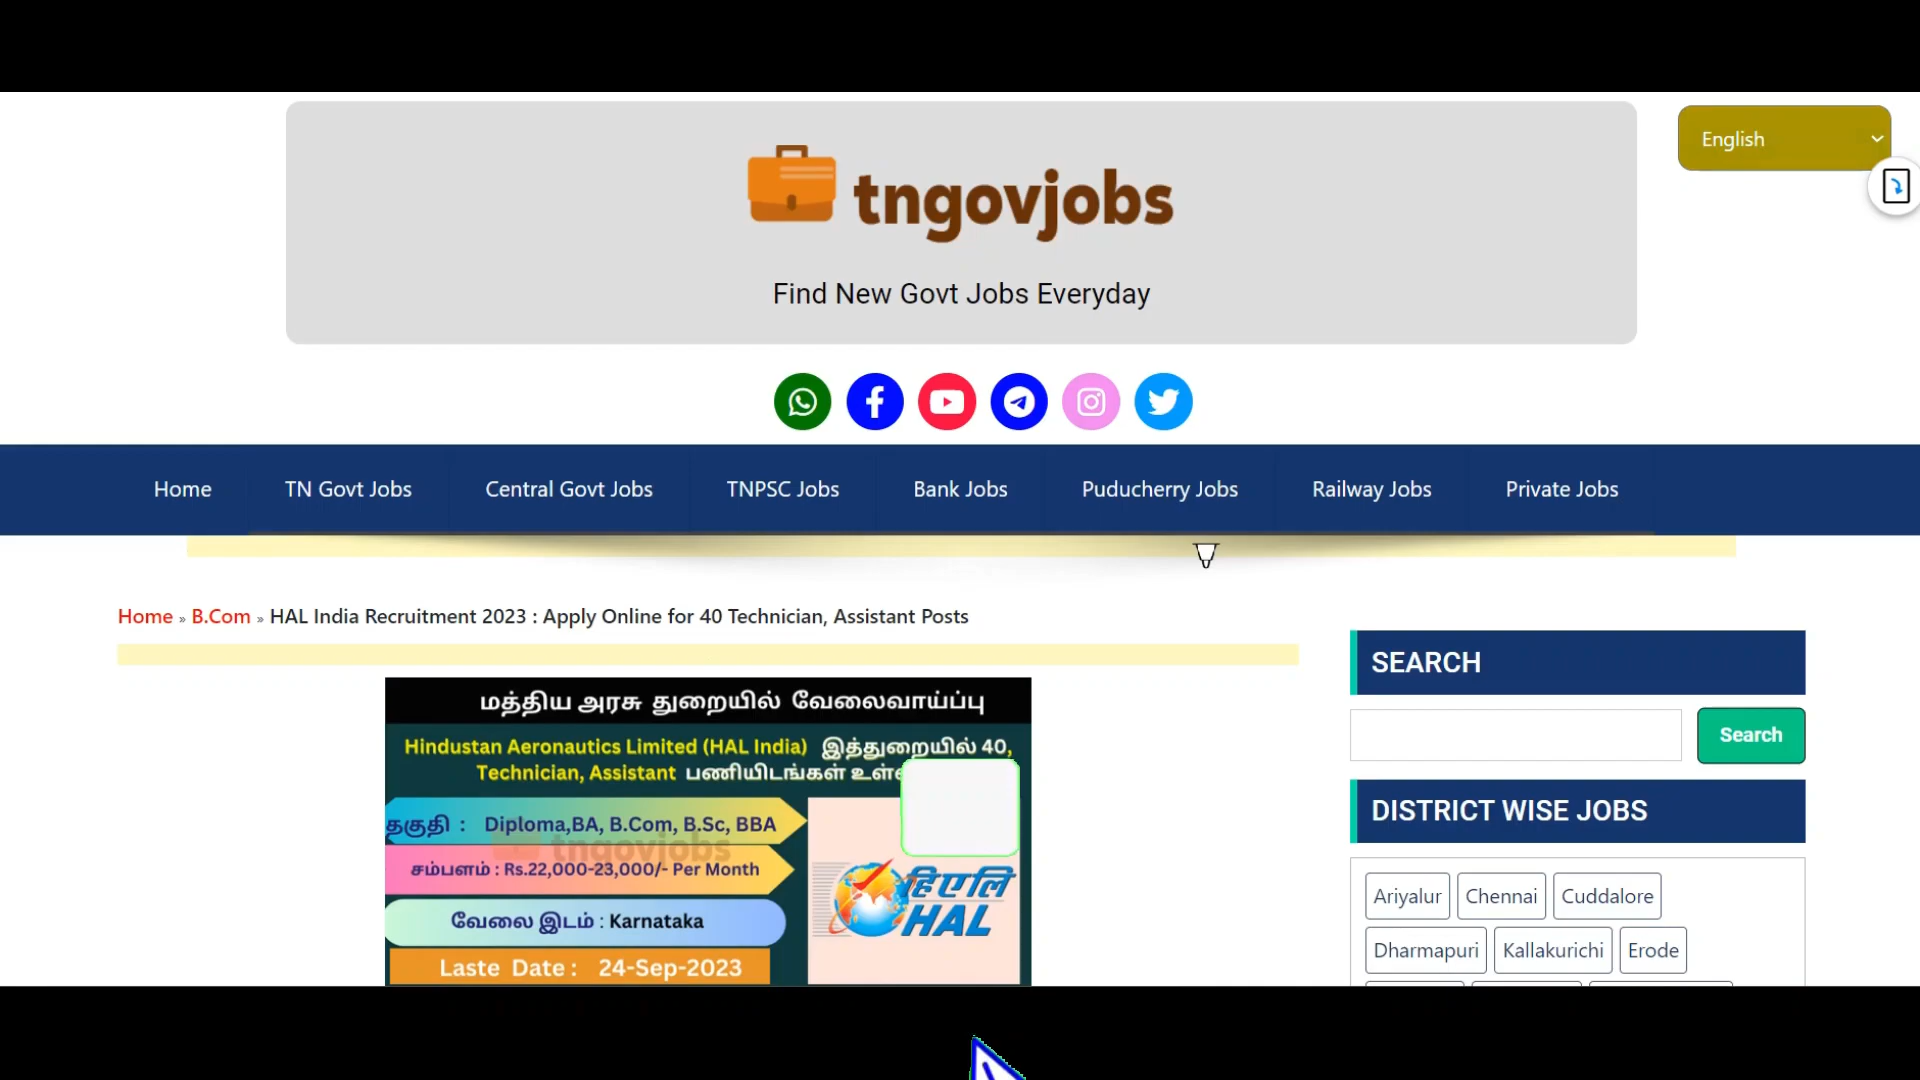 English
tngovjobs
Find New Govt Jobs Everyday
Home TN Govt Jobs Central Govt Jobs TNPSC Jobs Bank Jobs Puducherry Jobs Railway Jobs Private Jobs
Home » B.Com » HAL India Recruitment 2023 : Apply Online for 40 Technician, Assistant Posts
மத்திய அரசு துறையில் வேலைவாய்ப்பு
Hindustan Aeronautics Limited (HAL India) இத்துறையில் 40,
Technician, Assistant பணியிடங்கள்
தகுதி : Diploma,BA, B.Com, B.Sc, BBA
tngovjobs
சம்பளம் : Rs.22,000-23,000/- Per Month
வேலை இடம் : Karnataka
Laste Date : 24-Sep-2023
हिएलि
HAL
SEARCH
Search
DISTRICT WISE JOBS
Ariyalur Chennai Cuddalore
Dharmapuri Kallakurichi Erode